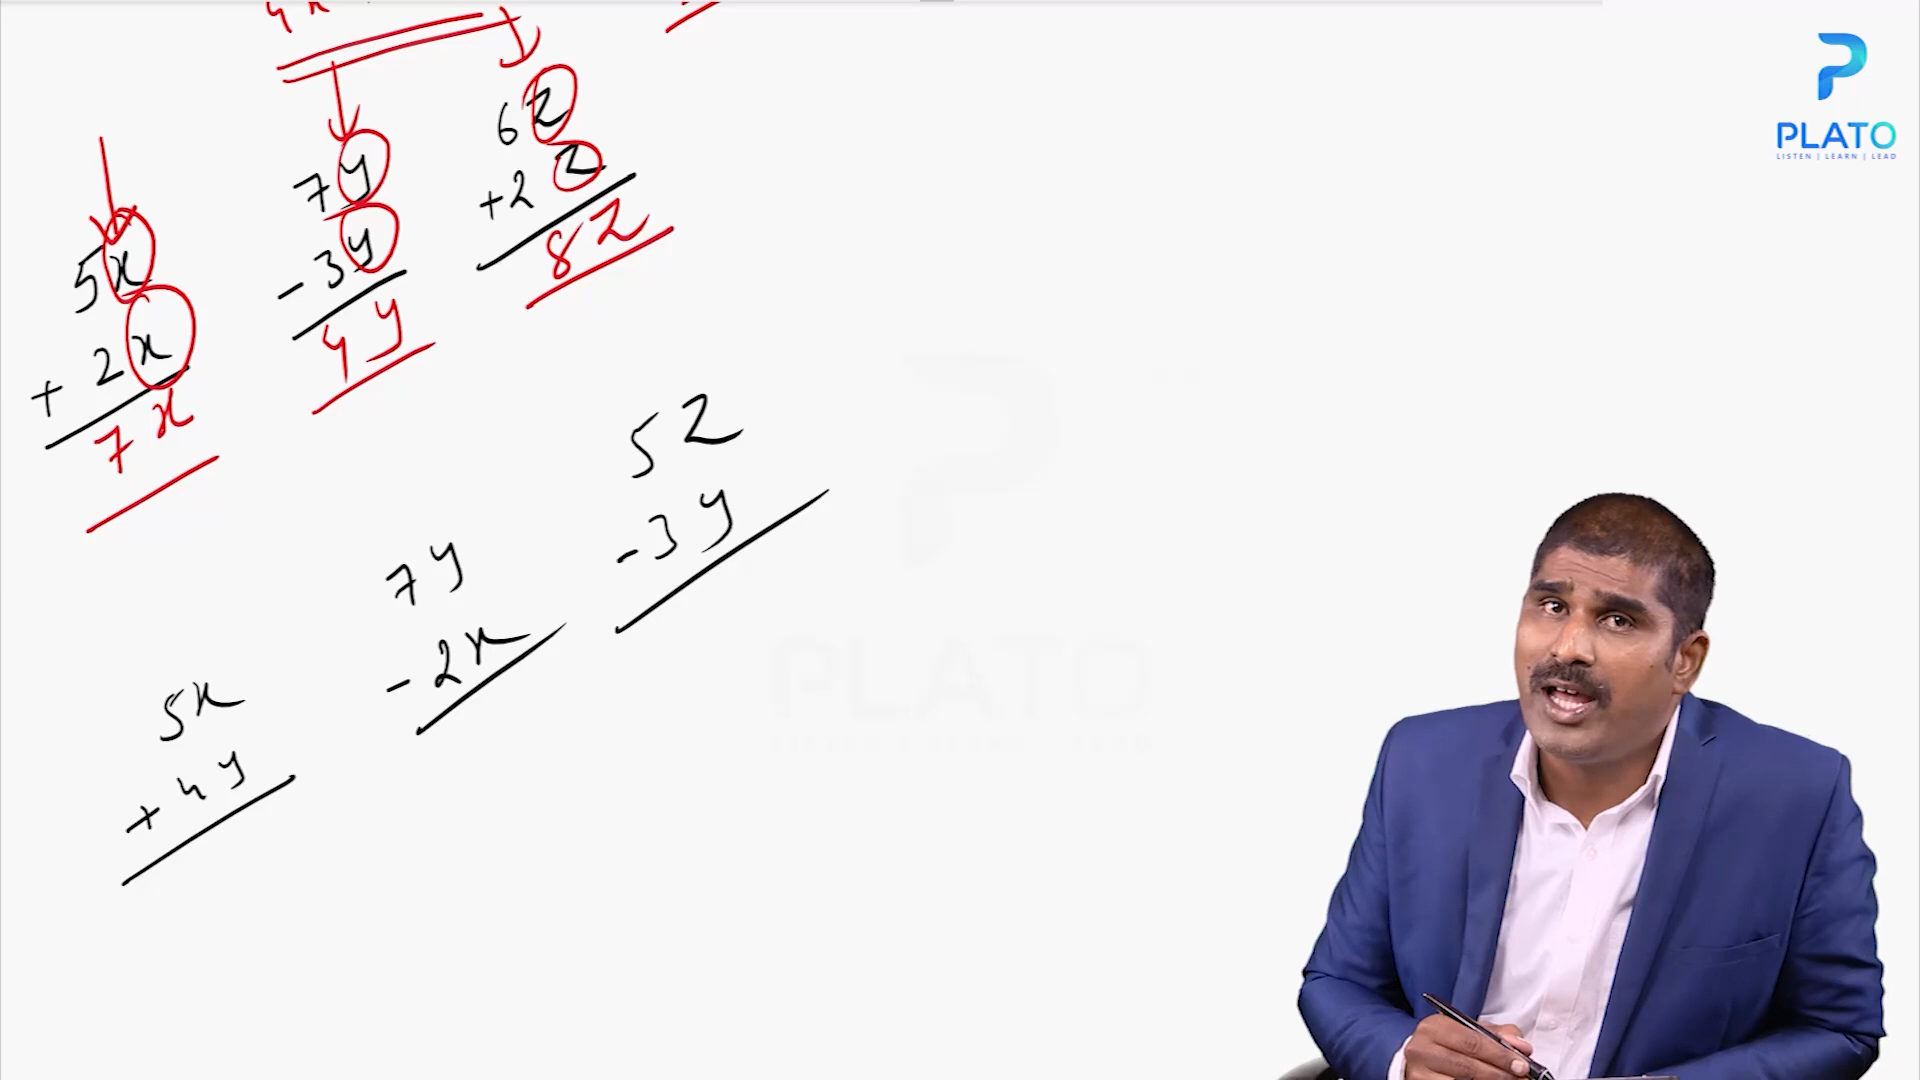 4x
6z
+2z
8z
7y
-3y
4y
5x
+ 2x
7x
5z
-3y
7y
-2x
5x
+4y
PLATO
LISTEN | LEARN | LEAD
PLATO